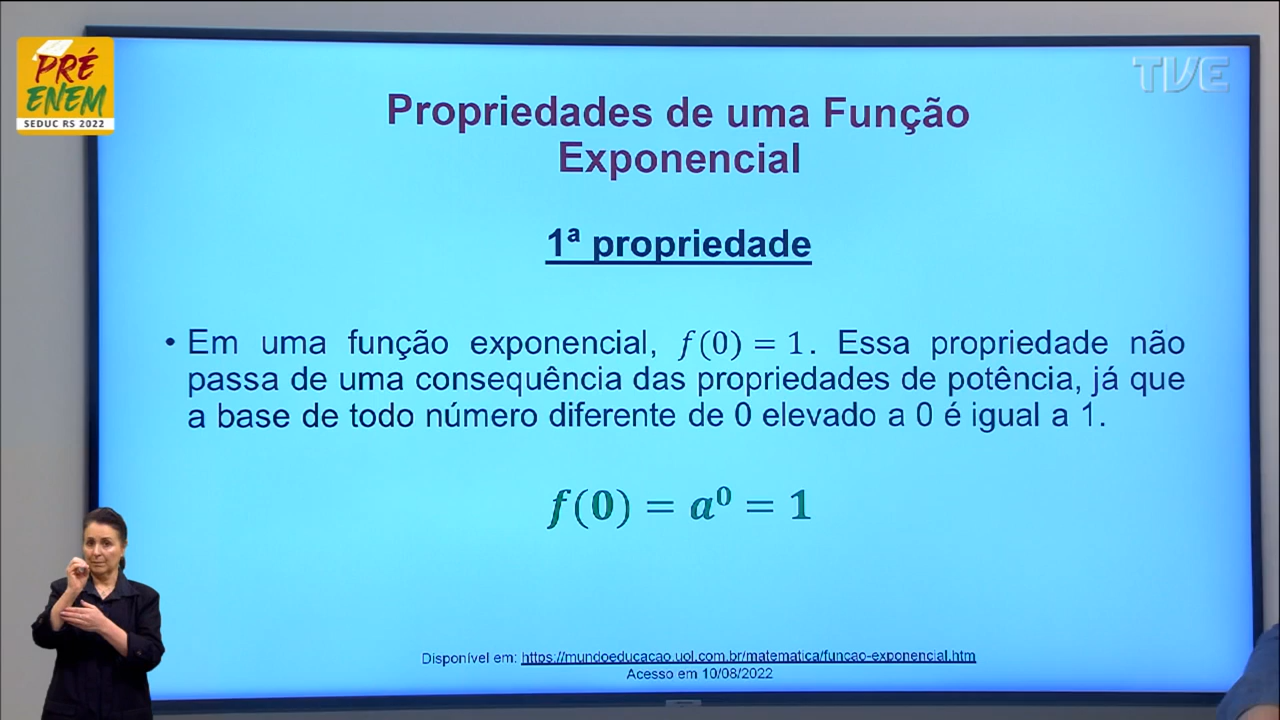 PRÉ
ENEM
SEDUC RS 2022
TVE
Propriedades de uma Função
Exponencial
1ª propriedade
• Em uma função exponencial, f(0) = 1. Essa propriedade não
passa de uma consequência das propriedades de potência, já que
a base de todo número diferente de 0 elevado a 0 é igual a 1.
f(0) = a⁰ = 1
Disponível em: https://mundoeducacao.uol.com.br/matematica/funcao-exponencial.htm
Acesso em 10/08/2022